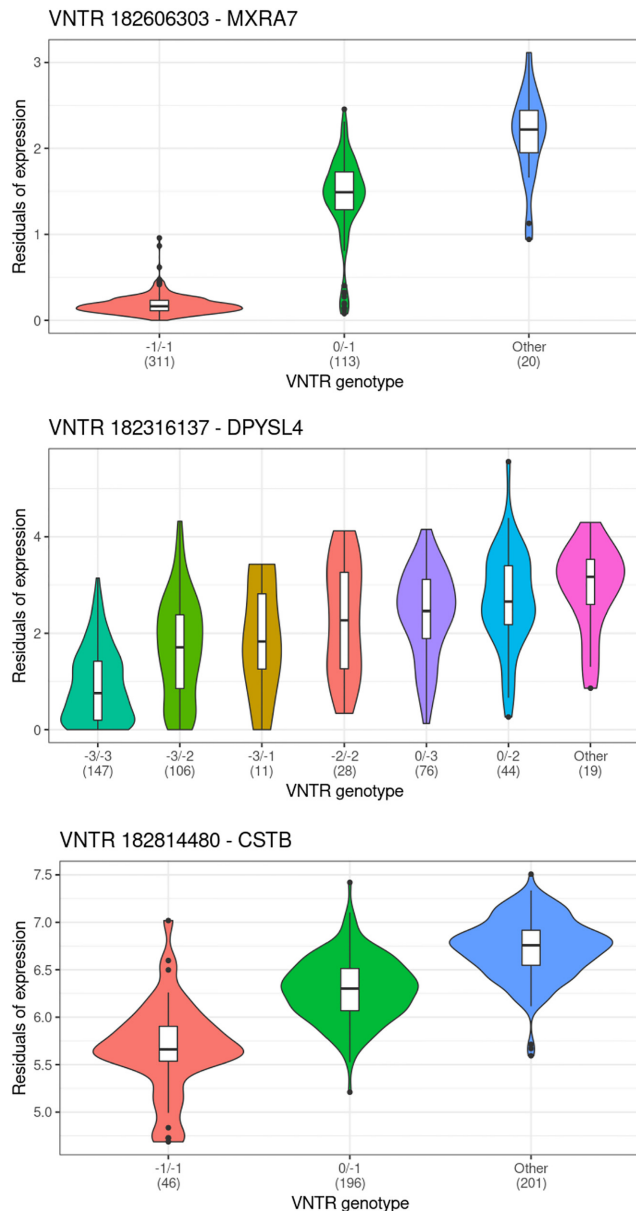 VNTR 182606303 - MXRA7
Residuals of expression
3
2
1
0
-1/-1 0/-1 Other
(311) (113) (20)
VNTR genotype
VNTR 182316137 - DPYSL4
Residuals of expression
4
2
0
-3/-3 -3/-2 -3/-1 -2/-2 0/-3 0/-2 Other
(147) (106) (11) (28) (76) (44) (19)
VNTR genotype
VNTR 182814480 - CSTB
Residuals of expression
7.5
7.0
6.5
6.0
5.5
5.0
-1/-1 0/-1 Other
(46) (196) (201)
VNTR genotype